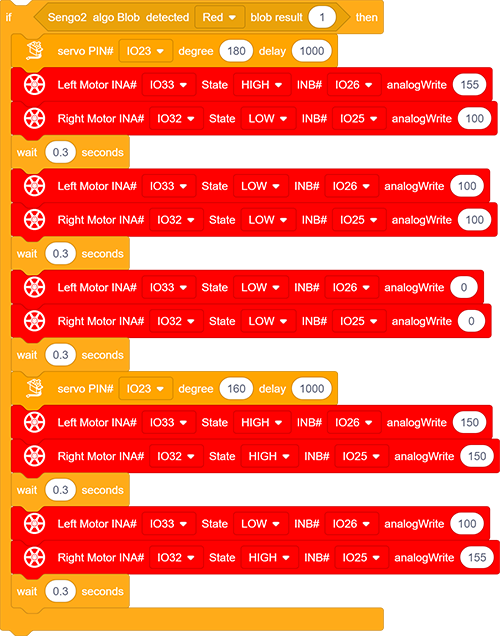 if Sengo2 algo Blob detected Red blob result 1 then
servo PIN# IO23 degree 180 delay 1000
Left Motor INA# IO33 State HIGH INB# IO26 analogWrite 155
Right Motor INA# IO32 State LOW INB# IO25 analogWrite 100
wait 0.3 seconds
Left Motor INA# IO33 State LOW INB# IO26 analogWrite 100
Right Motor INA# IO32 State LOW INB# IO25 analogWrite 100
wait 0.3 seconds
Left Motor INA# IO33 State LOW INB# IO26 analogWrite 0
Right Motor INA# IO32 State LOW INB# IO25 analogWrite 0
wait 0.3 seconds
servo PIN# IO23 degree 160 delay 1000
Left Motor INA# IO33 State HIGH INB# IO26 analogWrite 150
Right Motor INA# IO32 State HIGH INB# IO25 analogWrite 150
wait 0.3 seconds
Left Motor INA# IO33 State LOW INB# IO26 analogWrite 100
Right Motor INA# IO32 State HIGH INB# IO25 analogWrite 155
wait 0.3 seconds